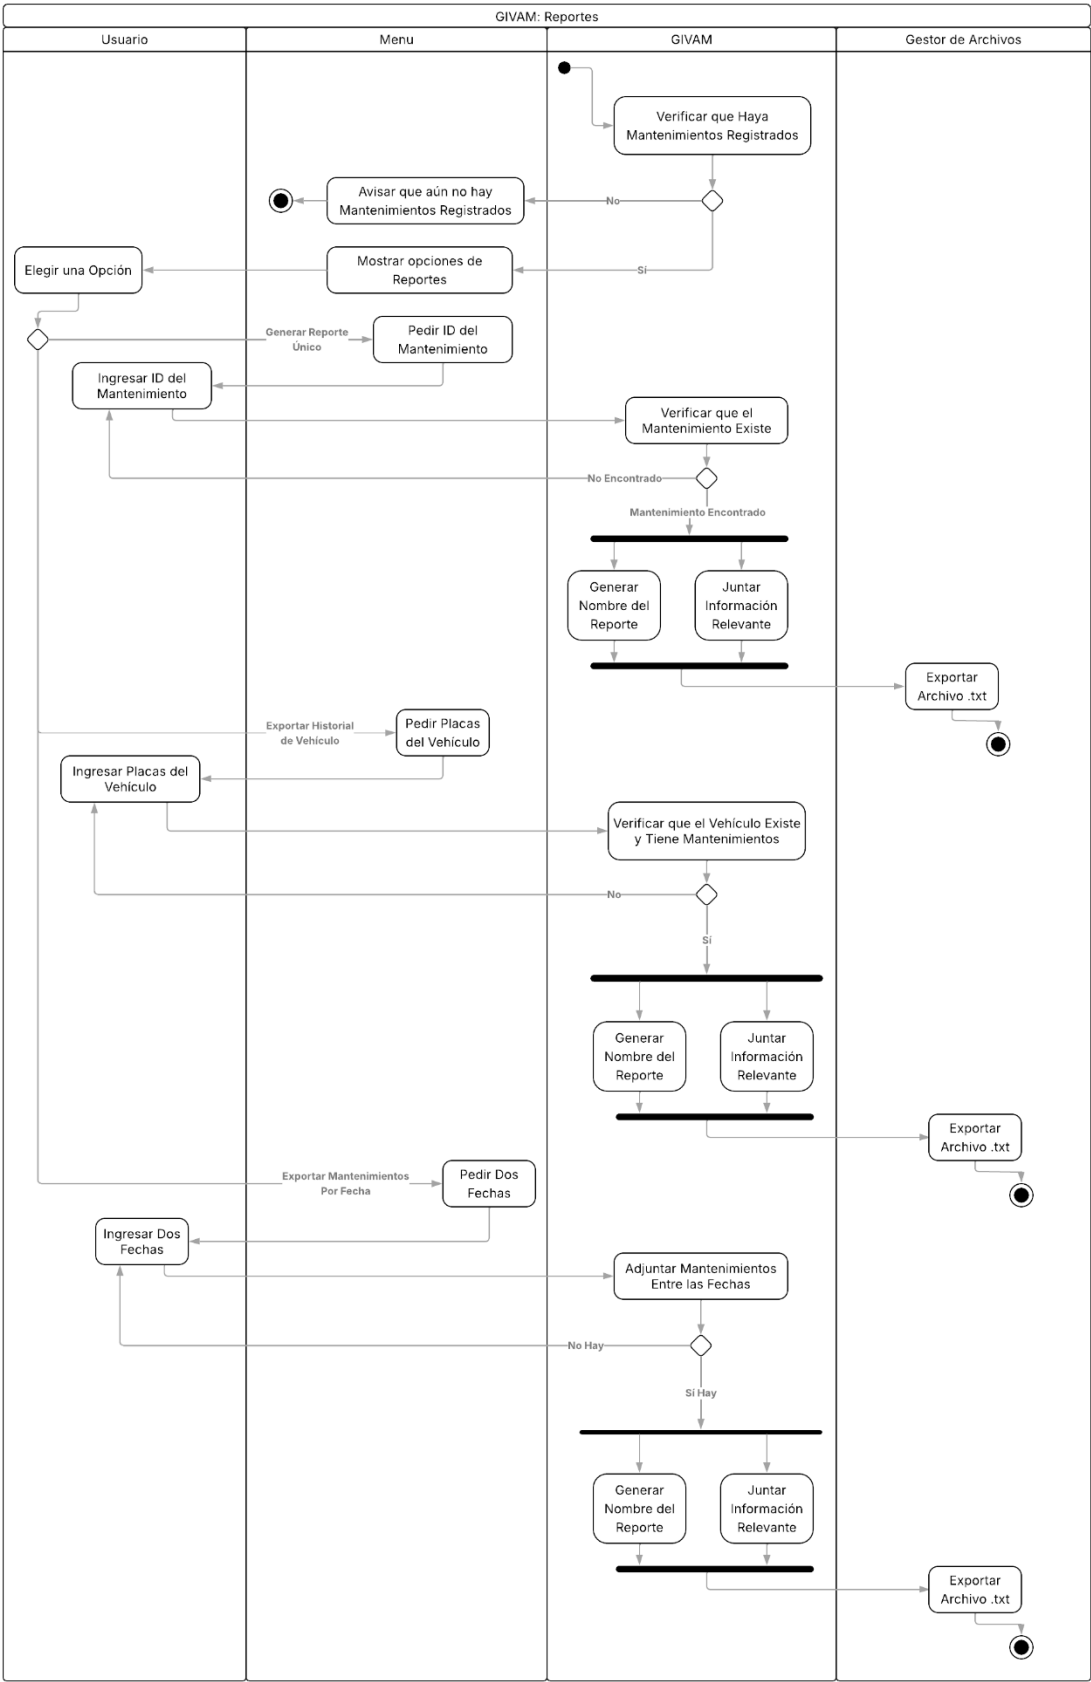 GIVAM: Reportes
Usuario
Menu
GIVAM
Gestor de Archivos
Verificar que Haya
Mantenimientos Registrados
Avisar que aún no hay
Mantenimientos Registrados
No
Elegir una Opción
Mostrar opciones de
Reportes
Sí
Generar Reporte
Único
Pedir ID del
Mantenimiento
Ingresar ID del
Mantenimiento
Verificar que el
Mantenimiento Existe
No Encontrado
Mantenimiento Encontrado
Generar
Nombre del
Reporte
Juntar
Información
Relevante
Exportar
Archivo .txt
Exportar Historial
de Vehículo
Pedir Placas
del Vehículo
Ingresar Placas del
Vehículo
Verificar que el Vehículo Existe
y Tiene Mantenimientos
No
Sí
Generar
Nombre del
Reporte
Juntar
Información
Relevante
Exportar
Archivo .txt
Exportar Mantenimientos
Por Fecha
Pedir Dos
Fechas
Ingresar Dos
Fechas
Adjuntar Mantenimientos
Entre las Fechas
No Hay
Sí Hay
Generar
Nombre del
Reporte
Juntar
Información
Relevante
Exportar
Archivo .txt